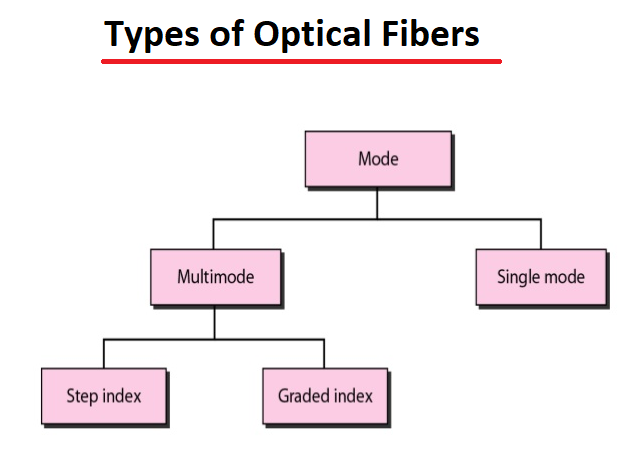 Types of Optical Fibers
Mode
Multimode
Single mode
Step index
Graded index